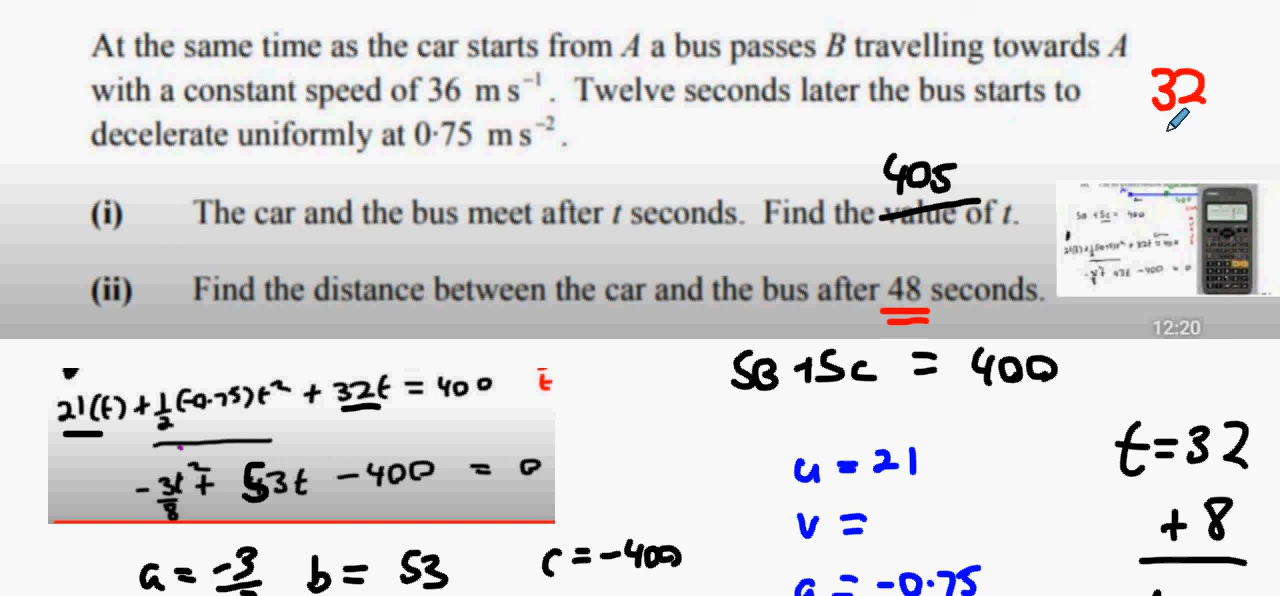 At the same time as the car starts from A a bus passes B travelling towards A
with a constant speed of 36 m s⁻¹. Twelve seconds later the bus starts to
decelerate uniformly at 0·75 m s⁻².
32
40s
(i) The car and the bus meet after t seconds. Find the value of t.
(ii) Find the distance between the car and the bus after 48 seconds.
12:20
21(t) + 1/2(-0.75)t² + 32t = 400
t
-3t²/8 + 53t - 400 = 0
a = -3
b = 53
c = -400
SB + Sc = 400
u = 21
v =
a = -0.75
t = 32
+ 8